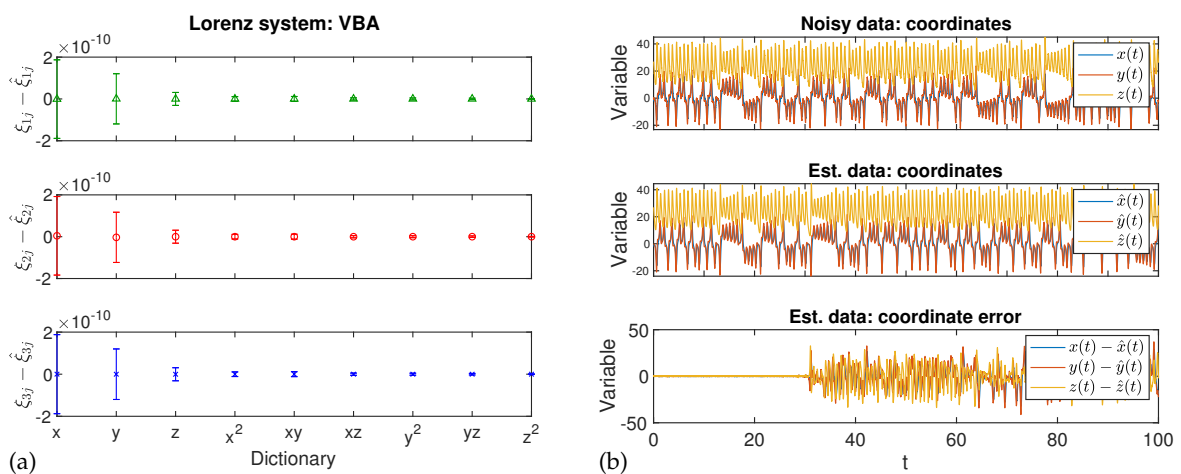 Lorenz system: VBA
×10⁻¹⁰
2
0
-2
ξ₁ⱼ − ξ̂₁ⱼ
×10⁻¹⁰
2
0
-2
ξ₂ⱼ − ξ̂₂ⱼ
×10⁻¹⁰
2
0
-2
ξ₃ⱼ − ξ̂₃ⱼ
x y z x² xy xz y² yz z²
Dictionary
(a)
Noisy data: coordinates
40
20
0
-20
Variable
x(t)
y(t)
z(t)
Est. data: coordinates
40
20
0
-20
Variable
x̂(t)
ŷ(t)
ẑ(t)
Est. data: coordinate error
50
0
-50
Variable
x(t) − x̂(t)
y(t) − ŷ(t)
z(t) − ẑ(t)
0 20 40 60 80 100
t
(b)